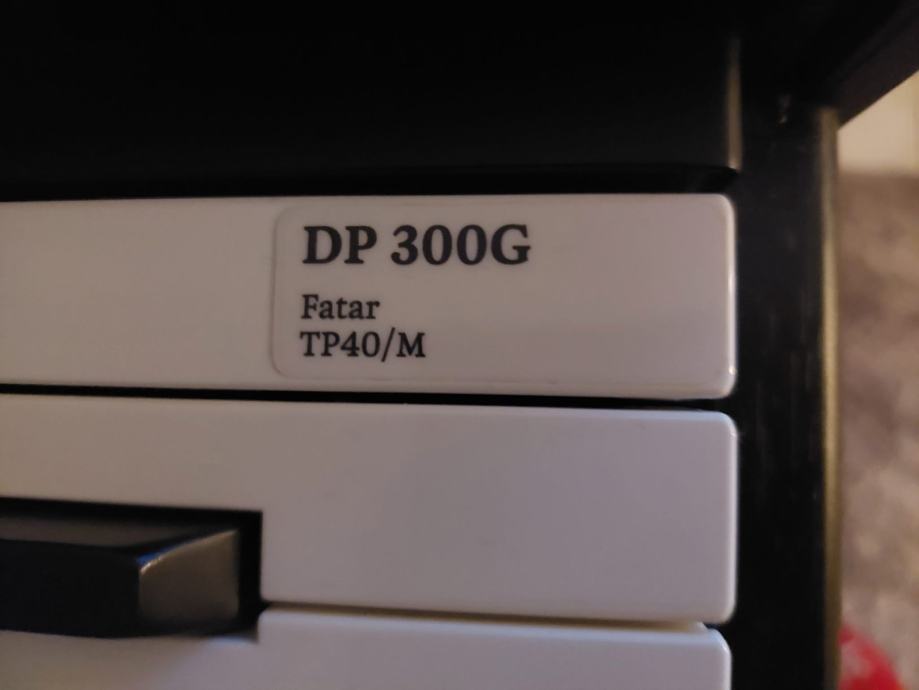 DP 300G
Fatar
TP40/M